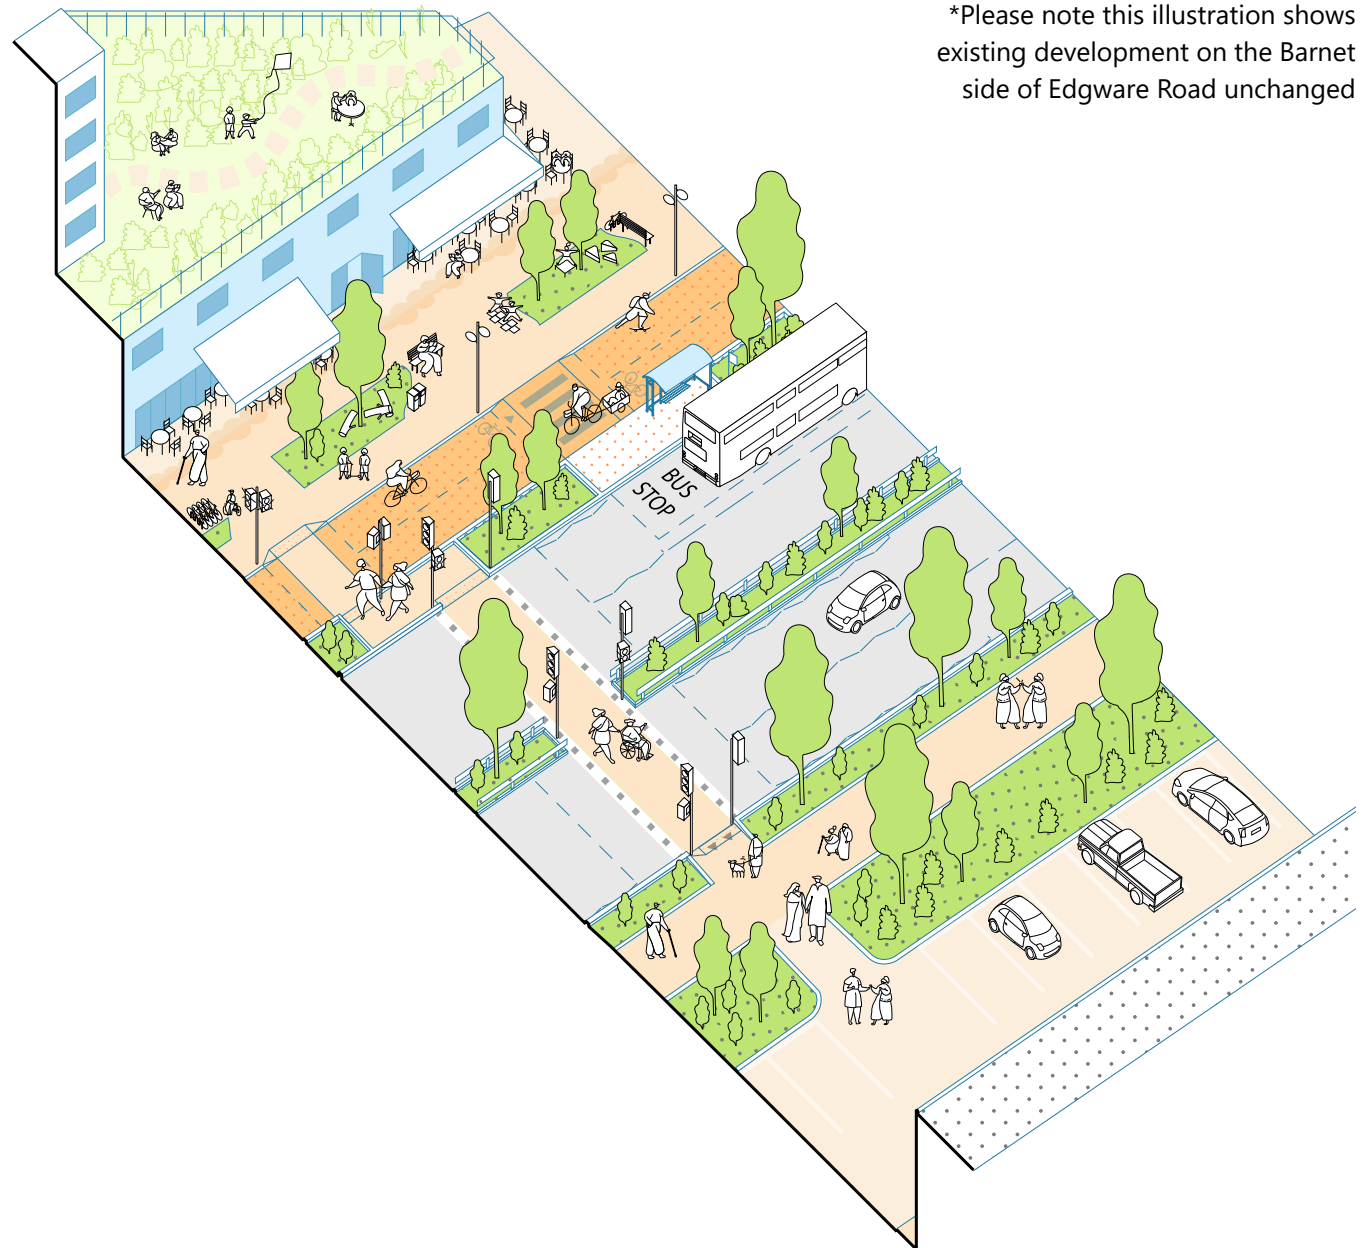 *Please note this illustration shows
existing development on the Barnet
side of Edgware Road unchanged
BUS
STOP